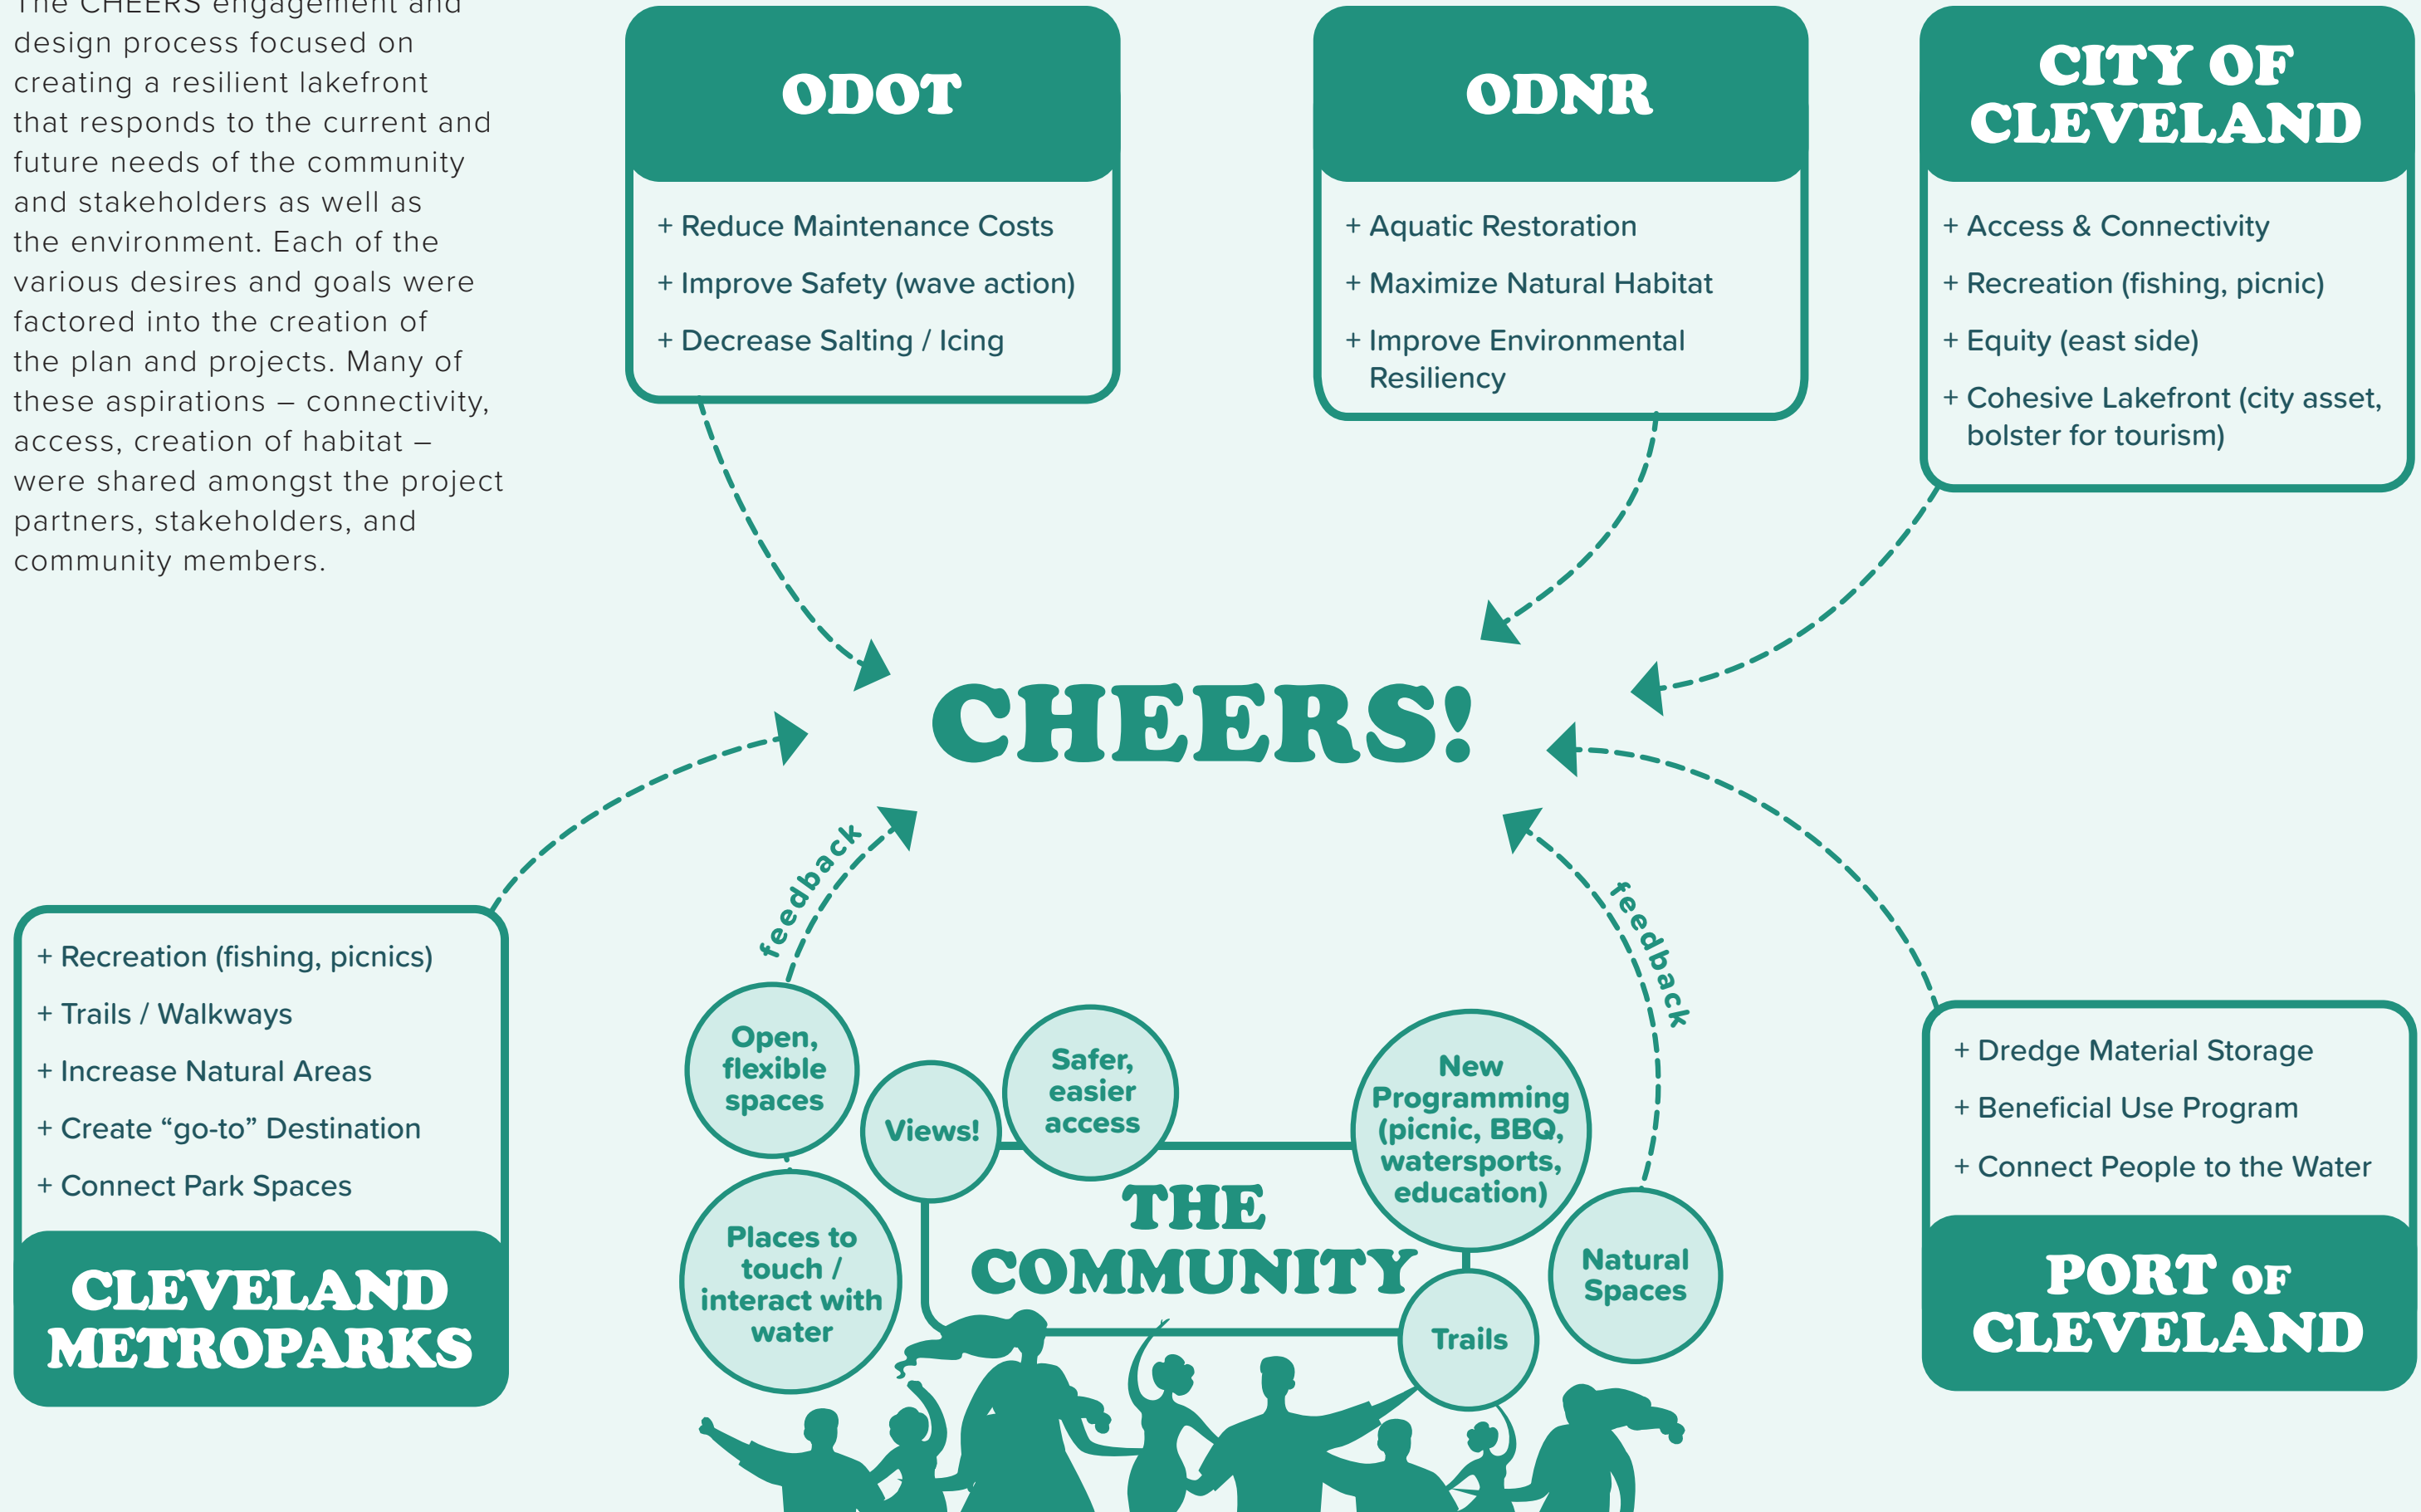 The CHEERS engagement and
design process focused on
creating a resilient lakefront
that responds to the current and
future needs of the community
and stakeholders as well as
the environment. Each of the
various desires and goals were
factored into the creation of
the plan and projects. Many of
these aspirations – connectivity,
access, creation of habitat –
were shared amongst the project
partners, stakeholders, and
community members.
ODOT
+ Reduce Maintenance Costs
+ Improve Safety (wave action)
+ Decrease Salting / Icing
ODNR
+ Aquatic Restoration
+ Maximize Natural Habitat
+ Improve Environmental
Resiliency
CITY OF
CLEVELAND
+ Access & Connectivity
+ Recreation (fishing, picnic)
+ Equity (east side)
+ Cohesive Lakefront (city asset,
bolster for tourism)
CHEERS!
+ Recreation (fishing, picnics)
+ Trails / Walkways
+ Increase Natural Areas
+ Create “go-to” Destination
+ Connect Park Spaces
CLEVELAND
METROPARKS
feedback
feedback
Open,
flexible
spaces
Views!
Safer,
easier
access
New
Programming
(picnic, BBQ,
watersports,
education)
Places to
touch /
interact with
water
THE
COMMUNITY
Trails
Natural
Spaces
+ Dredge Material Storage
+ Beneficial Use Program
+ Connect People to the Water
PORT OF
CLEVELAND